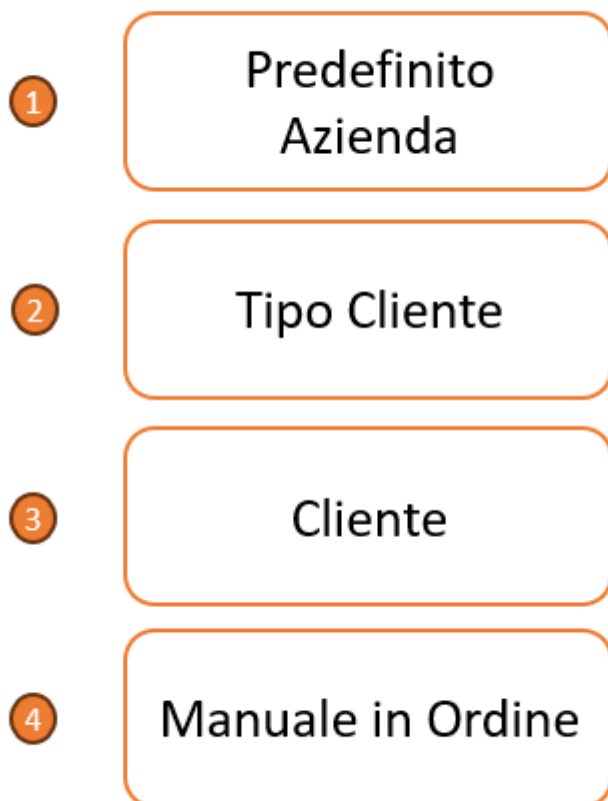 1
Predefinito
Azienda
2
Tipo Cliente
3
Cliente
4
Manuale in Ordine